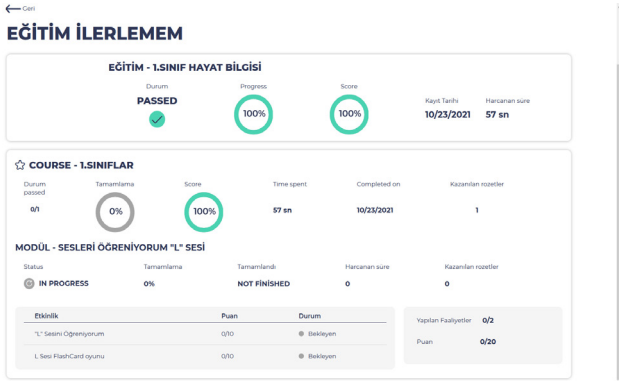 Geri
EĞİTİM İLERLEMEM
EĞİTİM - 1.SINIF HAYAT BİLGİSİ
Durum Progress Score
PASSED 100% 100%
Kayıt Tarihi Harcanan süre
10/23/2021 57 sn
COURSE - 1.SINIFLAR
Durum passed Tamamlama Score Time spent Completed on Kazanılan rozetler
0/1 0% 100% 57 sn 10/23/2021 1
MODÜL - SESLERİ ÖĞRENİYORUM "L" SESİ
Status Tamamlama Tamamlandı Harcanan süre Kazanılan rozetler
IN PROGRESS 0% NOT FİNİSHED 0 0
Etkinlik Puan Durum
"L" Sesini Öğreniyorum 0/10 Bekleyen
L Sesi FlashCard oyunu 0/10 Bekleyen
Yapılan Faaliyetler 0/2
Puan 0/20